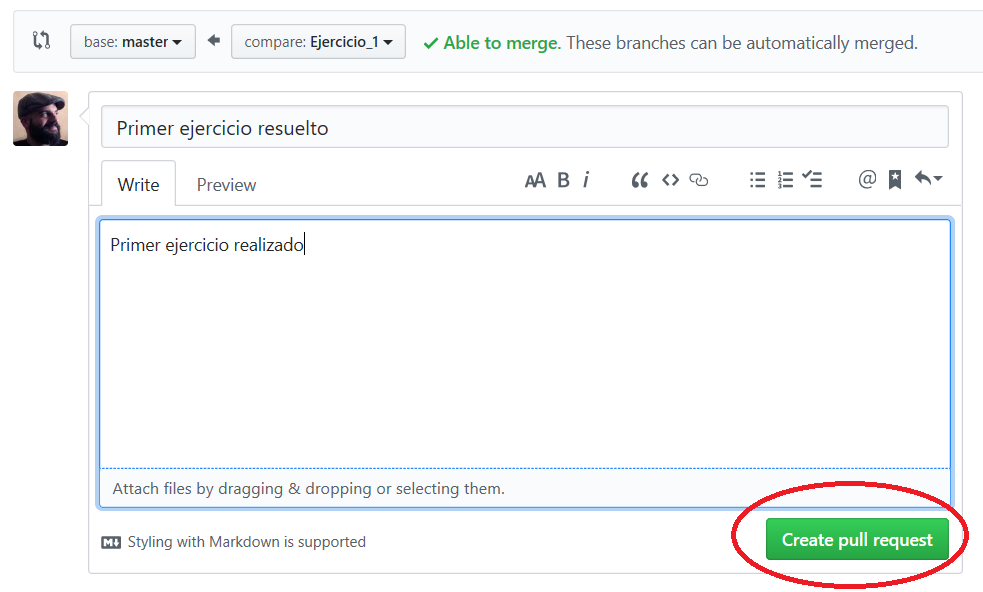 base: master compare: Ejercicio_1 Able to merge. These branches can be automatically merged.
Primer ejercicio resuelto
Write Preview AA B i
Primer ejercicio realizado
Attach files by dragging & dropping or selecting them.
Styling with Markdown is supported
Create pull request